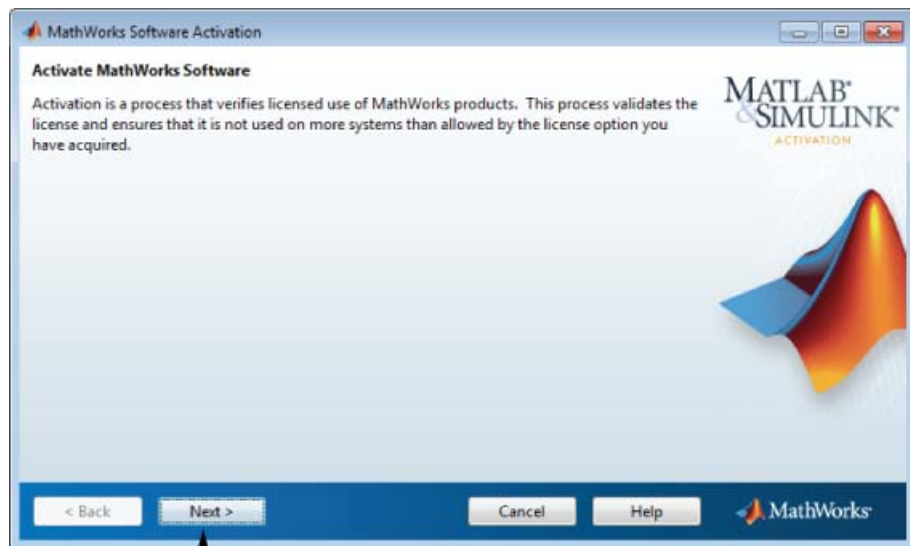 MathWorks Software Activation
Activate MathWorks Software
Activation is a process that verifies licensed use of MathWorks products. This process validates the
license and ensures that it is not used on more systems than allowed by the license option you
have acquired.
MATLAB®
&SIMULINK®
ACTIVATION
< Back
Next >
Cancel
Help
MathWorks®